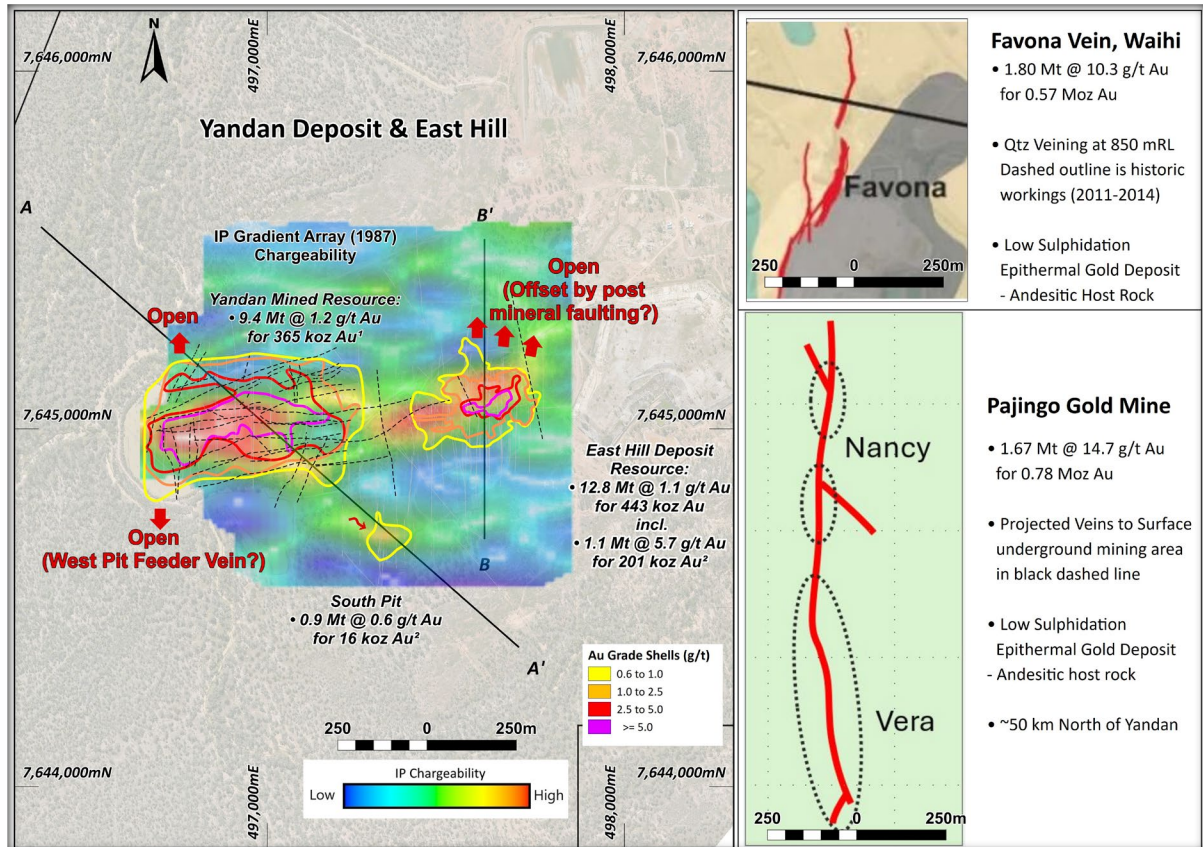 7,646,000mN
497,000mE
N
498,000mE
7,646,000mN
Yandan Deposit & East Hill
A
B'
IP Gradient Array (1987)
Chargeability
Open
(Offset by post
mineral faulting?)
Yandan Mined Resource:
• 9.4 Mt @ 1.2 g/t Au
for 365 koz Au¹
Open
7,645,000mN
7,645,000mN
East Hill Deposit
Resource:
• 12.8 Mt @ 1.1 g/t Au
for 443 koz Au
incl.
• 1.1 Mt @ 5.7 g/t Au
for 201 koz Au²
Open
(West Pit Feeder Vein?)
B
South Pit
• 0.9 Mt @ 0.6 g/t Au
for 16 koz Au²
A'
Au Grade Shells (g/t)
0.6 to 1.0
1.0 to 2.5
2.5 to 5.0
>= 5.0
250 0 250m
IP Chargeability
Low High
7,644,000mN
497,000mE
498,000mE
7,644,000mN
Favona
250 0 250m
Favona Vein, Waihi
• 1.80 Mt @ 10.3 g/t Au
for 0.57 Moz Au
• Qtz Veining at 850 mRL
Dashed outline is historic
workings (2011-2014)
• Low Sulphidation
Epithermal Gold Deposit
- Andesitic Host Rock
Nancy
Vera
250 0 250m
Pajingo Gold Mine
• 1.67 Mt @ 14.7 g/t Au
for 0.78 Moz Au
• Projected Veins to Surface
underground mining area
in black dashed line
• Low Sulphidation
Epithermal Gold Deposit
- Andesitic host rock
• ~50 km North of Yandan